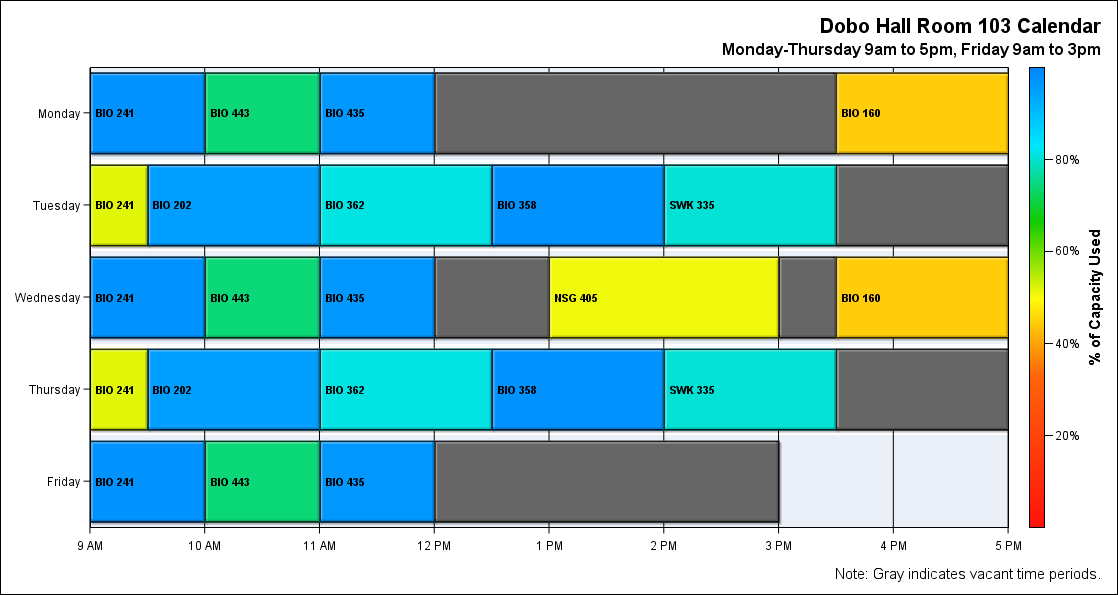 Dobo Hall Room 103 Calendar
Monday-Thursday 9am to 5pm, Friday 9am to 3pm
Monday
BIO 241
BIO 443
BIO 435
BIO 160
Tuesday
BIO 241
BIO 202
BIO 362
BIO 358
SWK 335
Wednesday
BIO 241
BIO 443
BIO 435
NSG 405
BIO 160
Thursday
BIO 241
BIO 202
BIO 362
BIO 358
SWK 335
Friday
BIO 241
BIO 443
BIO 435
9 AM
10 AM
11 AM
12 PM
1 PM
2 PM
3 PM
4 PM
5 PM
80%
60%
40%
20%
% of Capacity Used
Note: Gray indicates vacant time periods.